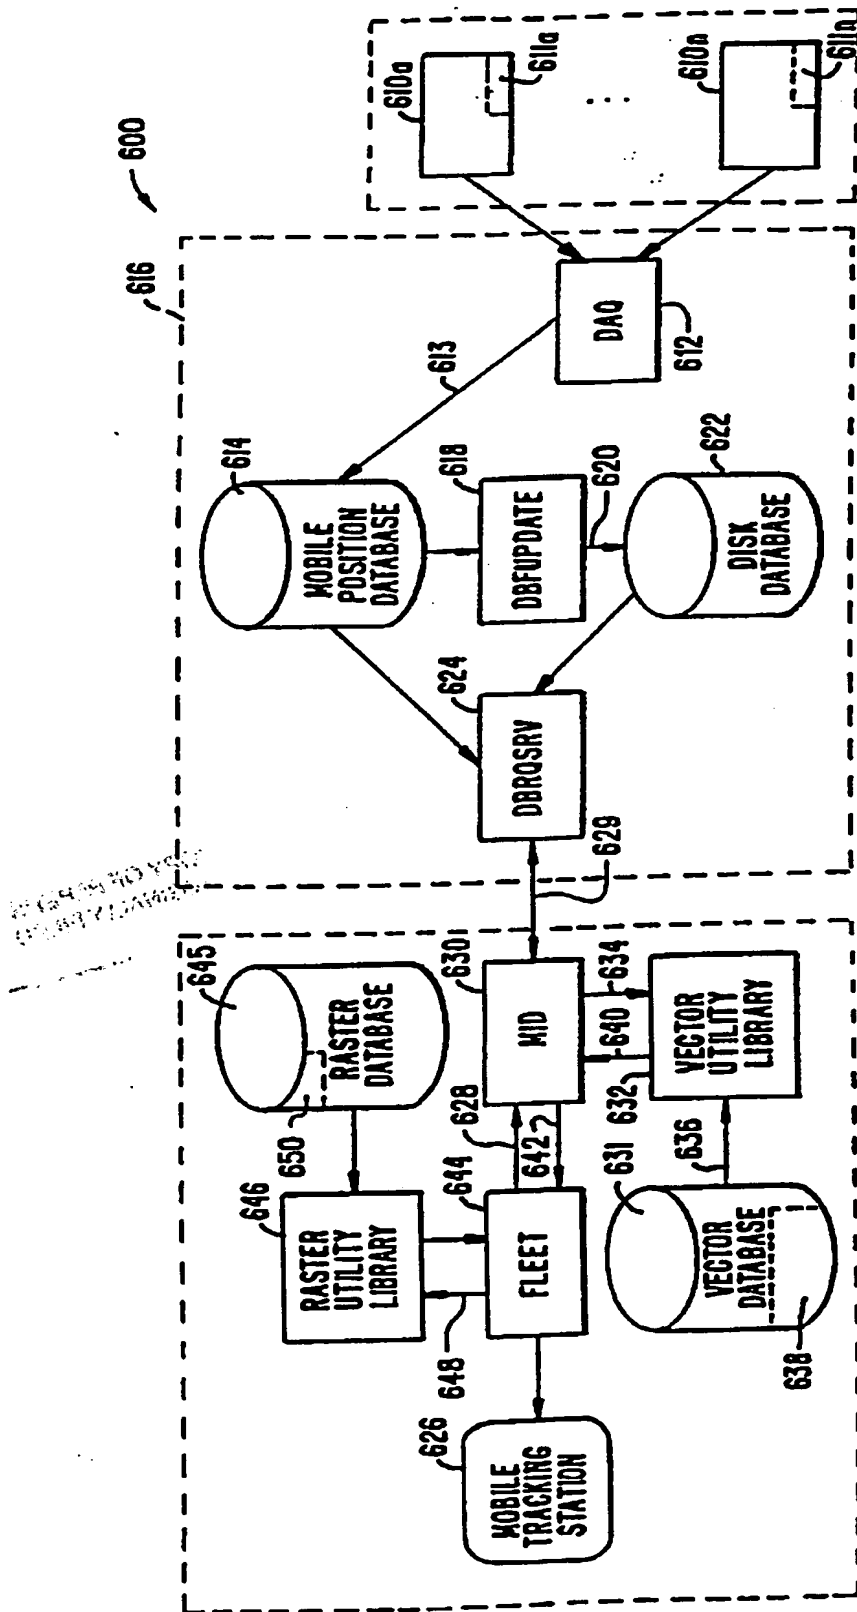 600
616
610a
611a
610n
611n
DAQ
612
613
614
MOBILE
POSITION
DATABASE
618
DBFUPDATE
620
622
DISK
DATABASE
624
DBRQSRV
629
645
RASTER
DATABASE
650
646
RASTER
UTILITY
LIBRARY
648
644
FLEET
628
642
630
MID
634
640
632
VECTOR
UTILITY
LIBRARY
636
631
VECTOR
DATABASE
638
626
MOBILE
TRACKING
STATION